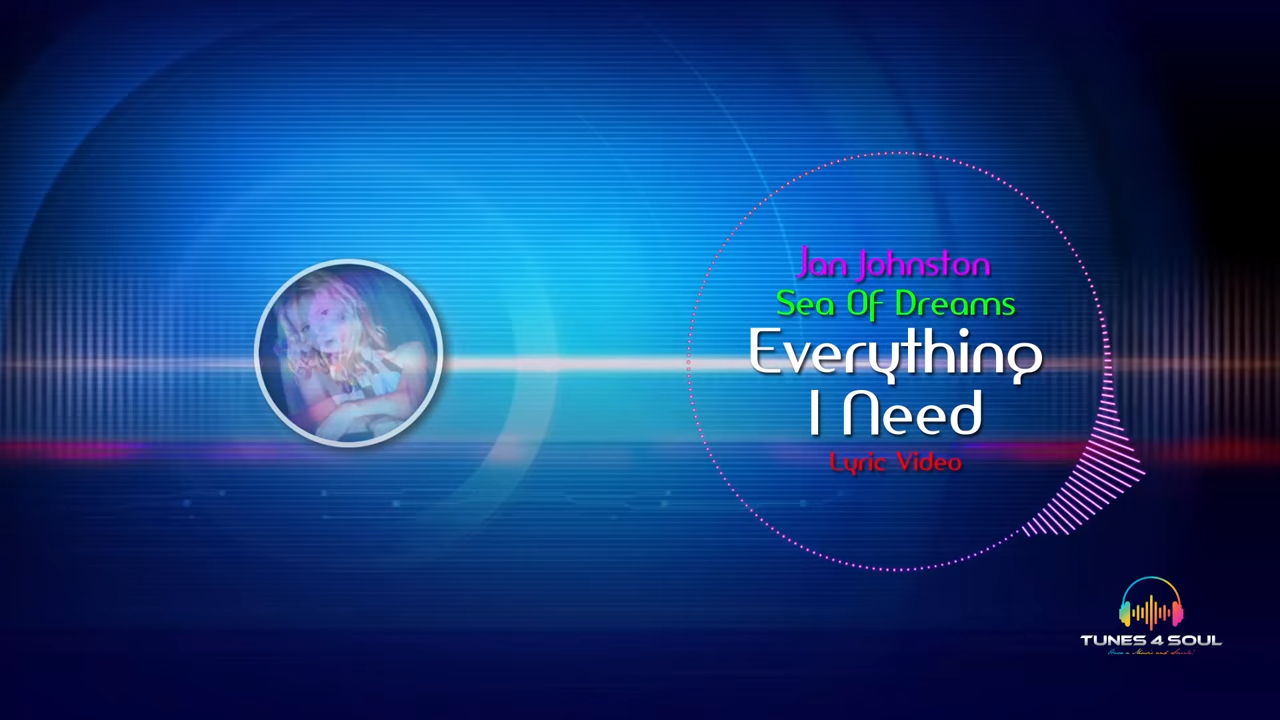 Jan Johnston
Sea Of Dreams
Everything
I Need
Lyric Video
TUNES 4 SOUL